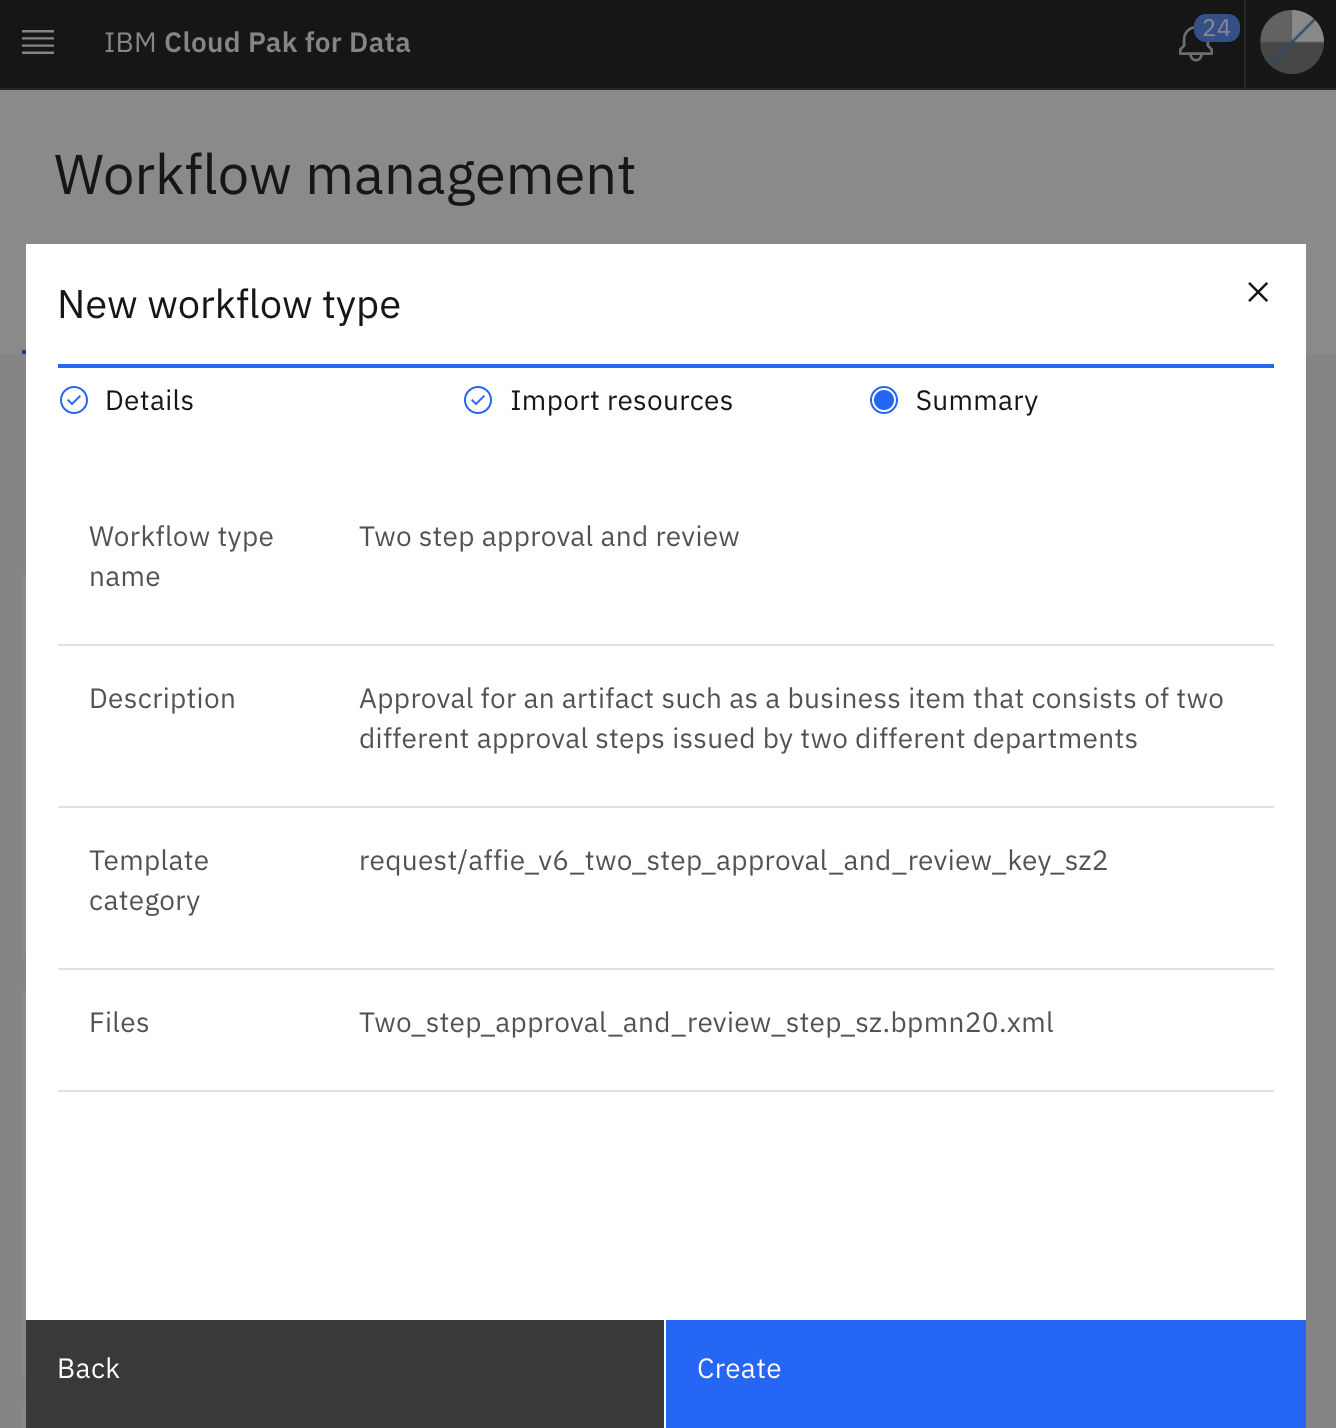 IBM Cloud Pak for Data
24
Workflow management
New workflow type
Details
Import resources
Summary
Workflow type
name
Two step approval and review
Description
Approval for an artifact such as a business item that consists of two
different approval steps issued by two different departments
Template
category
request/affie_v6_two_step_approval_and_review_key_sz2
Files
Two_step_approval_and_review_step_sz.bpmn20.xml
Back
Create